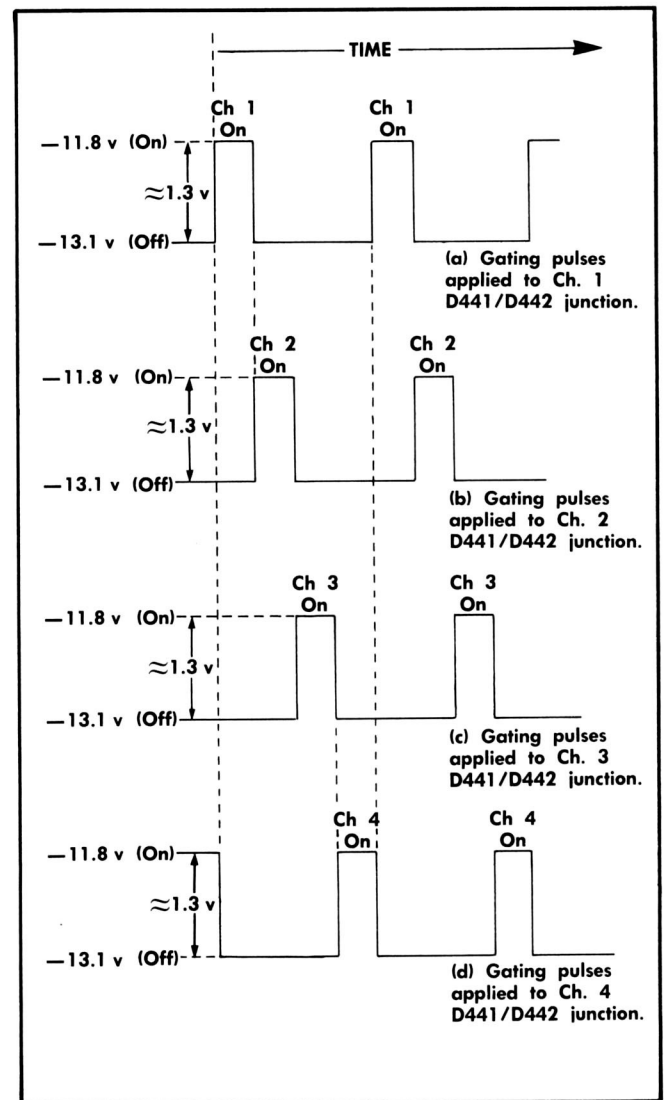 TIME
Ch 1 Ch 1
On On
—11.8 v (On)
≈1.3 v
—13.1 v (Off)
(a) Gating pulses
applied to Ch. 1
D441/D442 junction.
Ch 2 Ch 2
On On
—11.8 v (On)
≈1.3 v
—13.1 v (Off)
(b) Gating pulses
applied to Ch. 2
D441/D442 junction.
Ch 3 Ch 3
On On
—11.8 v (On)
≈1.3 v
—13.1 v (Off)
(c) Gating pulses
applied to Ch. 3
D441/D442 junction.
Ch 4 Ch 4
On On
—11.8 v (On)
≈1.3 v
—13.1 v (Off)
(d) Gating pulses
applied to Ch. 4
D441/D442 junction.